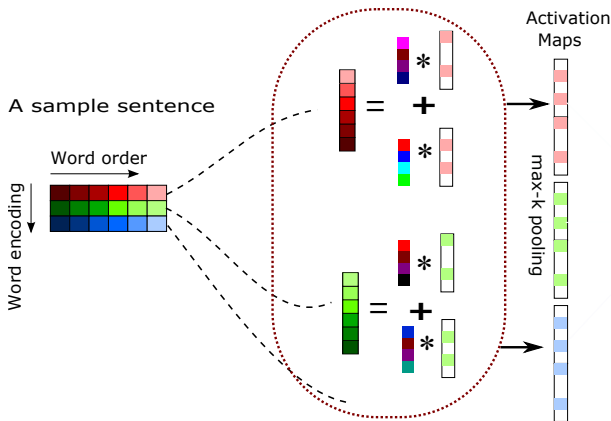 Activation
Maps
A sample sentence
Word order
Word encoding
max-k pooling
= * + *
= * + *